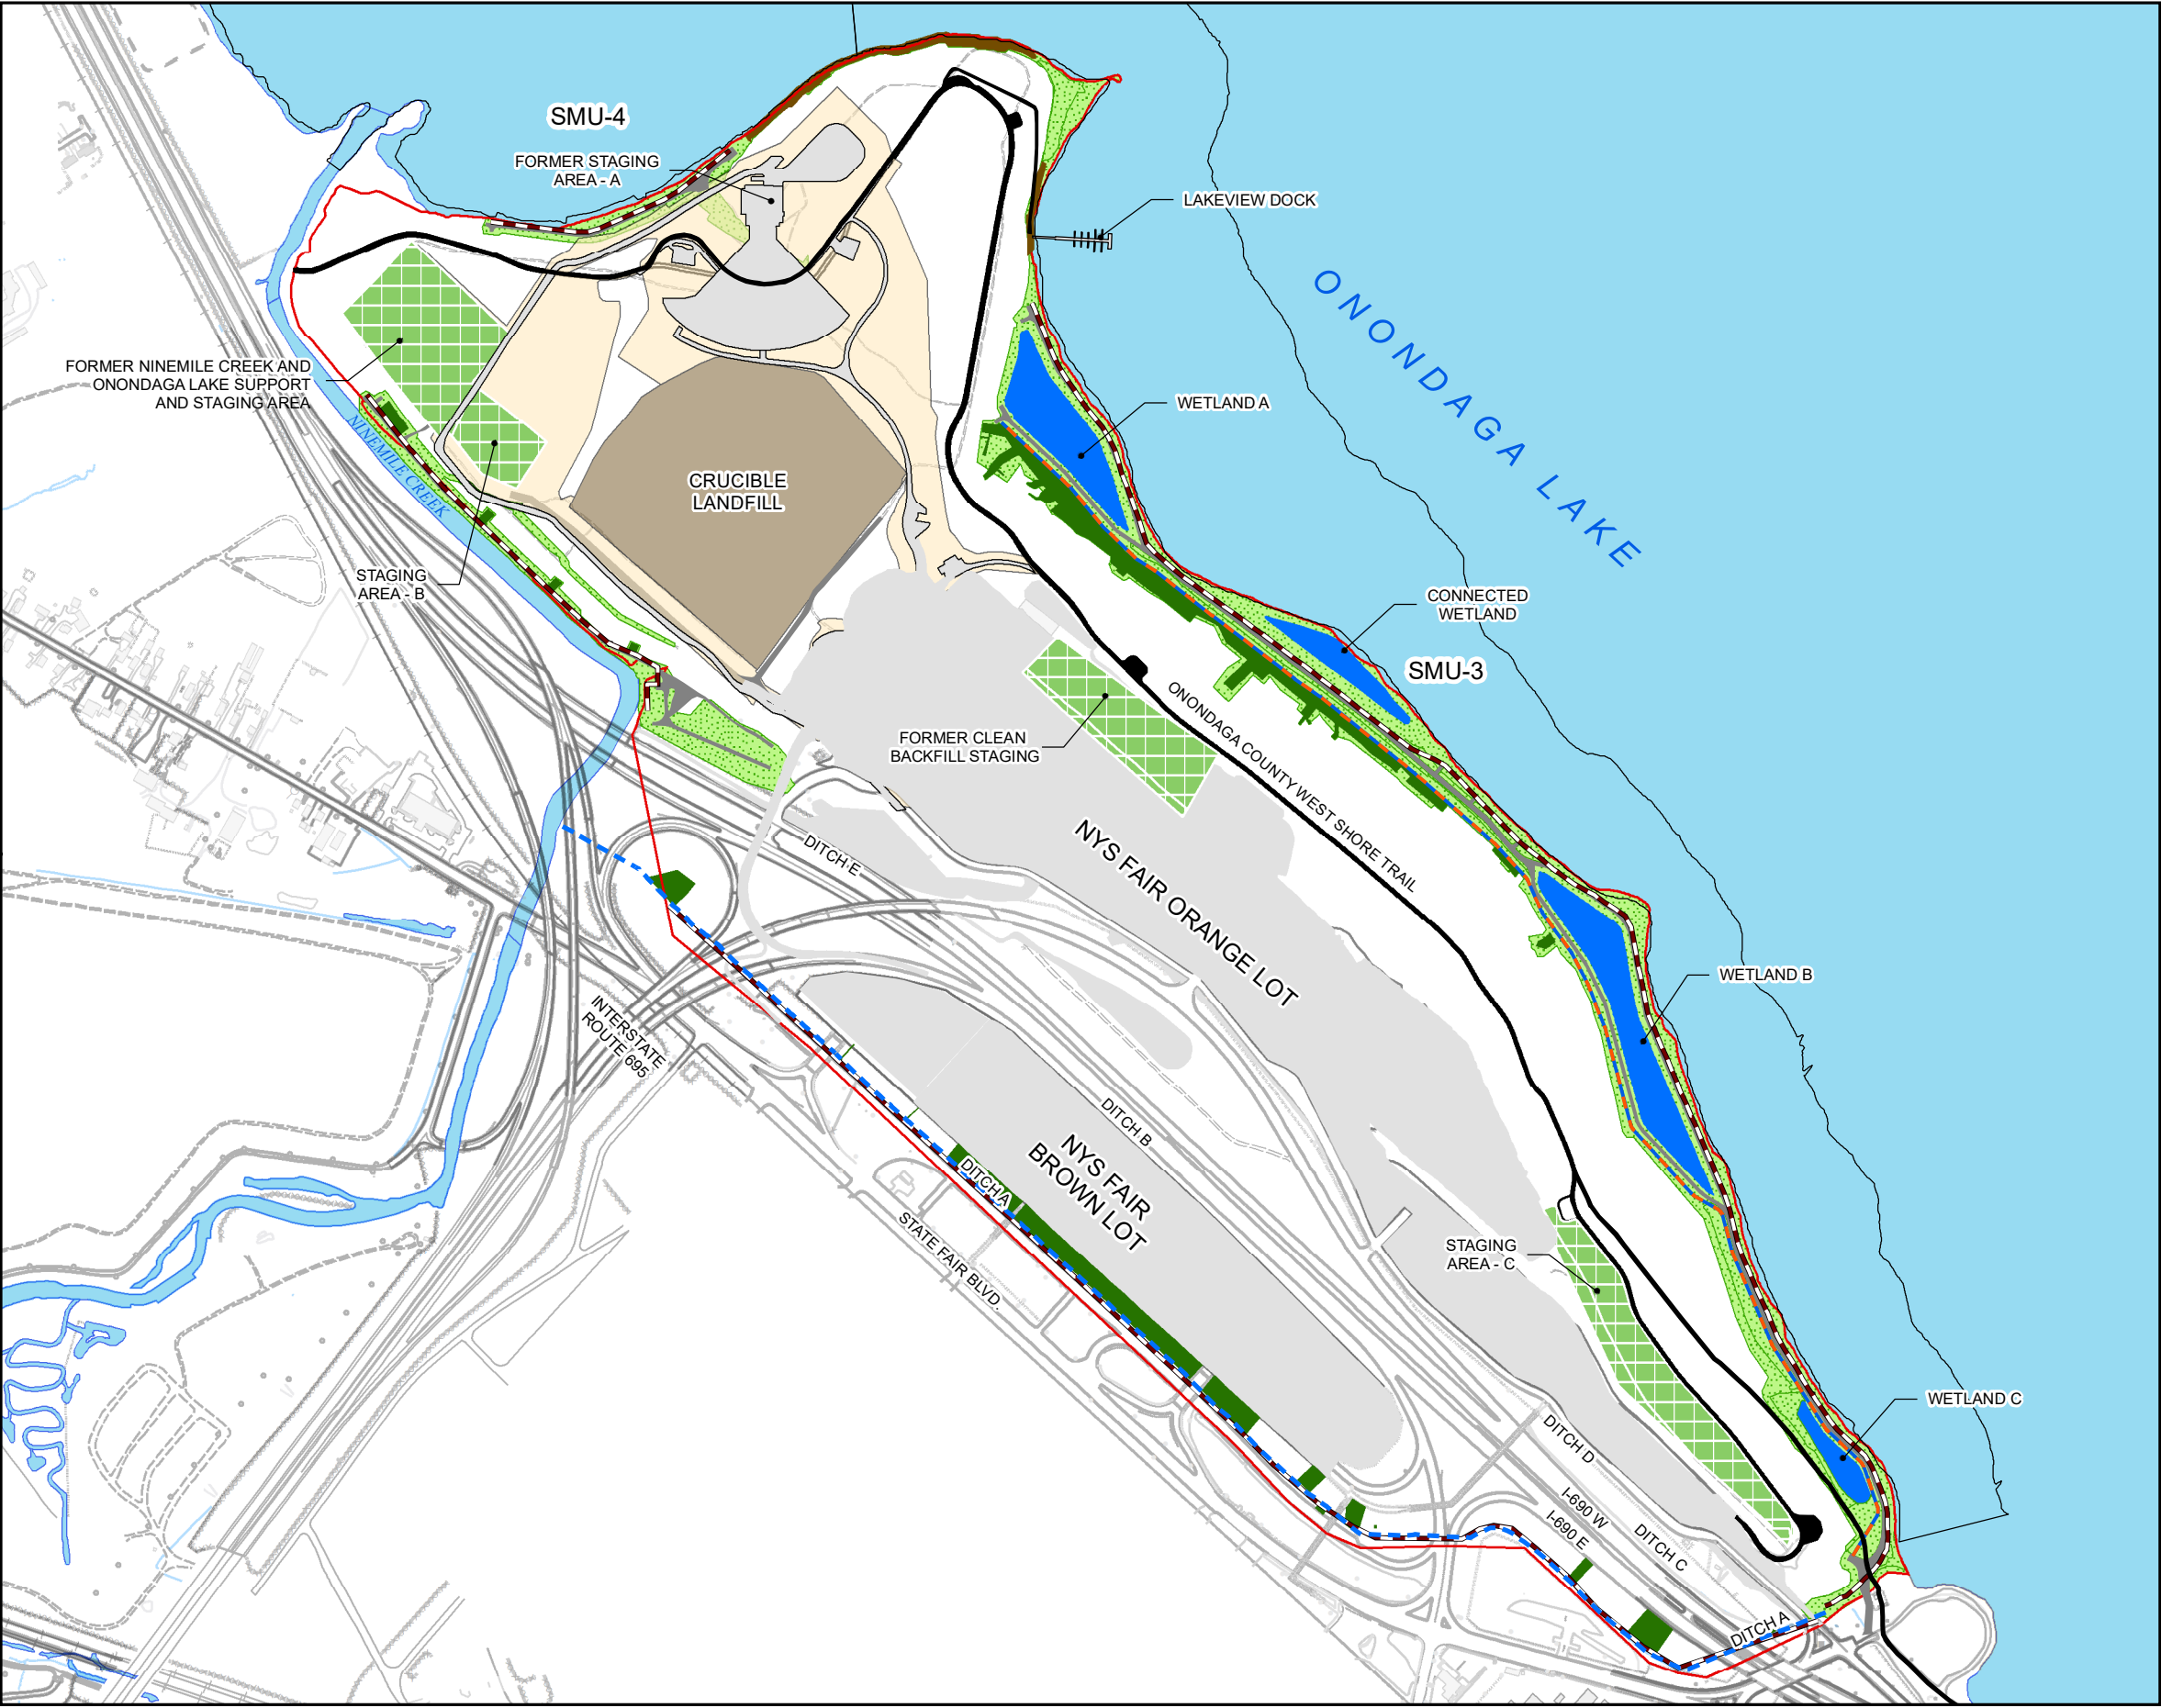 SMU-4
FORMER STAGING
AREA - A
LAKEVIEW DOCK
ONONDAGA LAKE
FORMER NINEMILE CREEK AND
ONONDAGA LAKE SUPPORT
AND STAGING AREA
WETLAND A
NINEMILE CREEK
CRUCIBLE
LANDFILL
STAGING
AREA - B
CONNECTED
WETLAND
SMU-3
ONONDAGA COUNTY WEST SHORE TRAIL
FORMER CLEAN
BACKFILL STAGING
DITCH E
NYS FAIR ORANGE LOT
WETLAND B
INTERSTATE
ROUTE 695
DITCH B
NYS FAIR
BROWN LOT
DITCH A
STATE FAIR BLVD.
STAGING
AREA - C
WETLAND C
DITCH D
I-690 W
I-690 E
DITCH C
DITCH A